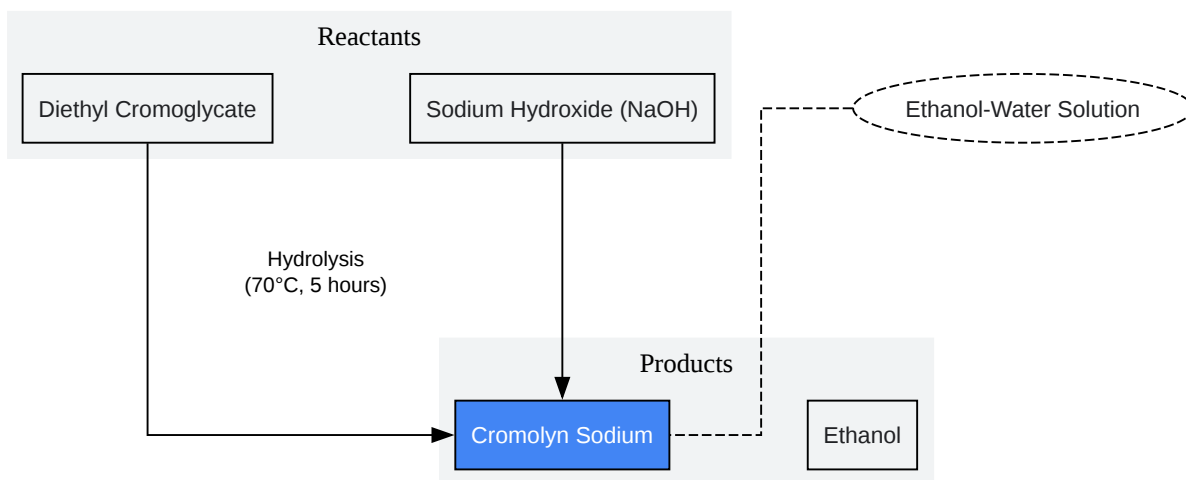 Reactants
Diethyl Cromoglycate
Sodium Hydroxide (NaOH)
Ethanol-Water Solution
Hydrolysis
(70°C, 5 hours)
Products
Cromolyn Sodium
Ethanol